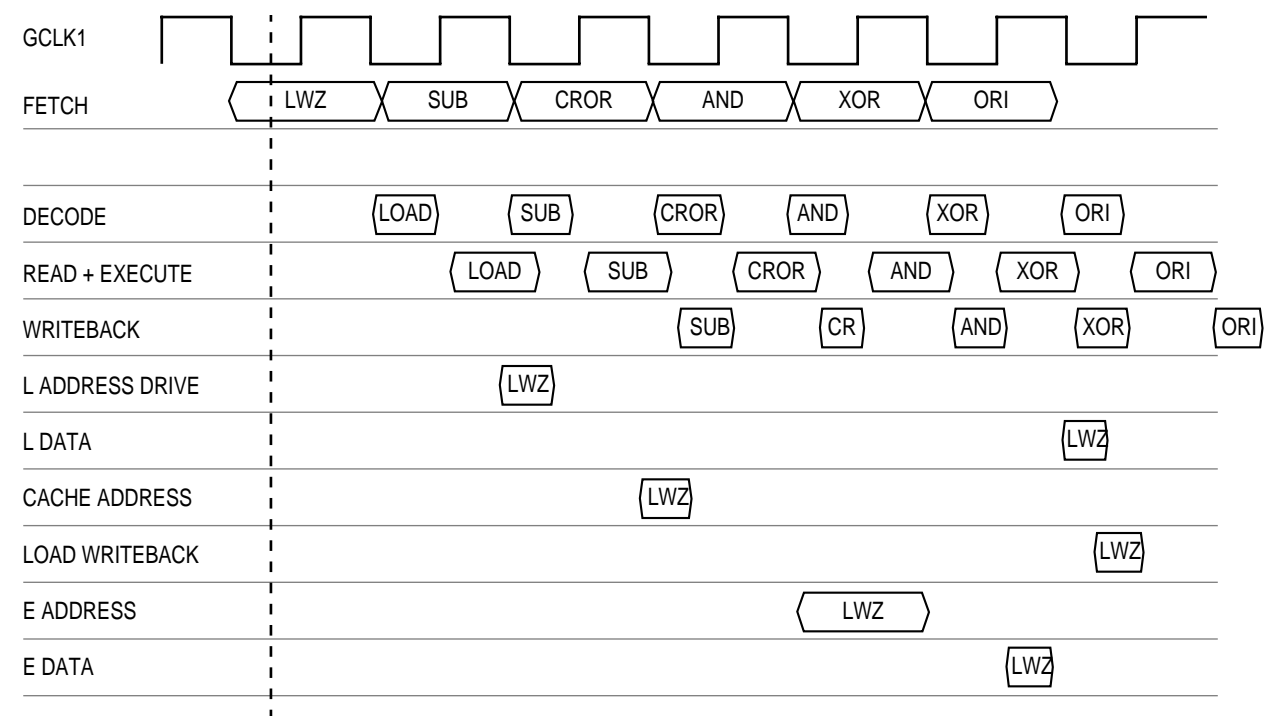 GCLK1
FETCH LWZ SUB CROR AND XOR ORI
DECODE LOAD SUB CROR AND XOR ORI
READ + EXECUTE LOAD SUB CROR AND XOR ORI
WRITEBACK SUB CR AND XOR ORI
L ADDRESS DRIVE LWZ
L DATA LWZ
CACHE ADDRESS LWZ
LOAD WRITEBACK LWZ
E ADDRESS LWZ
E DATA LWZ